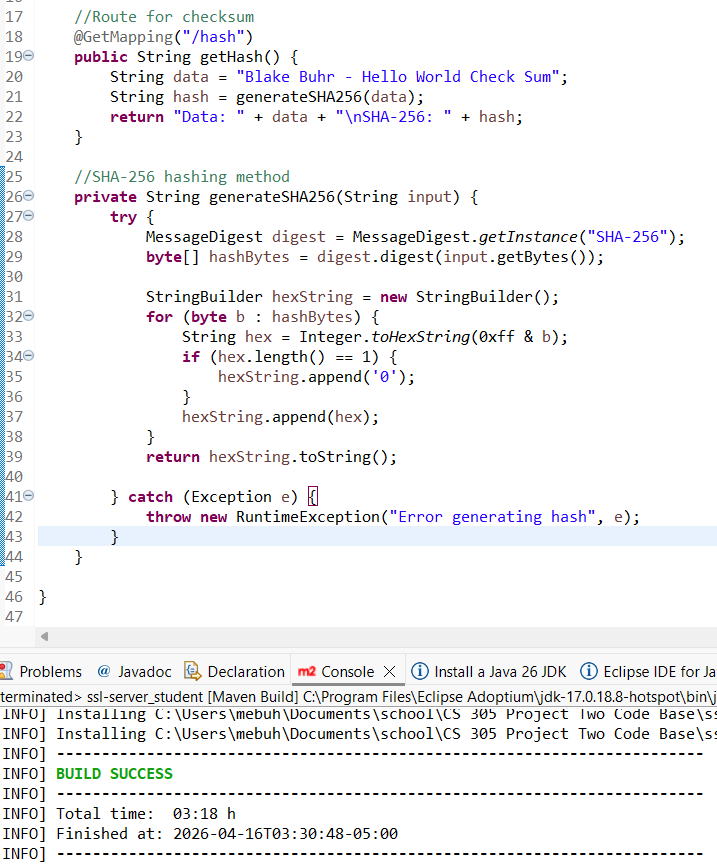 17 //Route for checksum
18 @GetMapping("/hash")
19 public String getHash() {
20 String data = "Blake Buhr - Hello World Check Sum";
21 String hash = generateSHA256(data);
22 return "Data: " + data + "\nSHA-256: " + hash;
23 }
24
25 //SHA-256 hashing method
26 private String generateSHA256(String input) {
27 try {
28 MessageDigest digest = MessageDigest.getInstance("SHA-256");
29 byte[] hashBytes = digest.digest(input.getBytes());
30
31 StringBuilder hexString = new StringBuilder();
32 for (byte b : hashBytes) {
33 String hex = Integer.toHexString(0xff & b);
34 if (hex.length() == 1) {
35 hexString.append('0');
36 }
37 hexString.append(hex);
38 }
39 return hexString.toString();
40
41 } catch (Exception e) {
42 throw new RuntimeException("Error generating hash", e);
43 }
44 }
45
46 }
47
Problems @ Javadoc Declaration m2 Console Install a Java 26 JDK Eclipse IDE for Ja
terminated> ssl-server_student [Maven Build] C:\Program Files\Eclipse Adoptium\jdk-17.0.18.8-hotspot\bin\j
INFO] Installing C:\Users\mebuh\Documents\school\CS 305 Project Two Code Base\ss
INFO] Installing C:\Users\mebuh\Documents\school\CS 305 Project Two Code Base\ss
INFO] ------------------------------------------------------------------------
INFO] BUILD SUCCESS
INFO] ------------------------------------------------------------------------
INFO] Total time:  03:18 h
INFO] Finished at: 2026-04-16T03:30:48-05:00
INFO] ------------------------------------------------------------------------